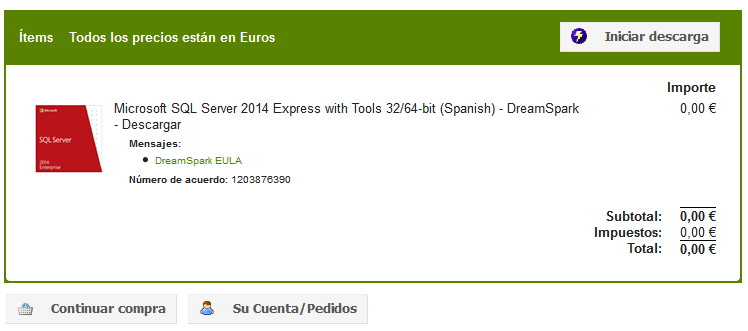 Ítems Todos los precios están en Euros
Iniciar descarga
Importe
Microsoft SQL Server 2014 Express with Tools 32/64-bit (Spanish) - DreamSpark 0,00 €
- Descargar
Mensajes:
DreamSpark EULA
Número de acuerdo: 1203876390
Microsoft
SQL Server
2014
Enterprise
Subtotal: 0,00 €
Impuestos: 0,00 €
Total: 0,00 €
Continuar compra
Su Cuenta/Pedidos